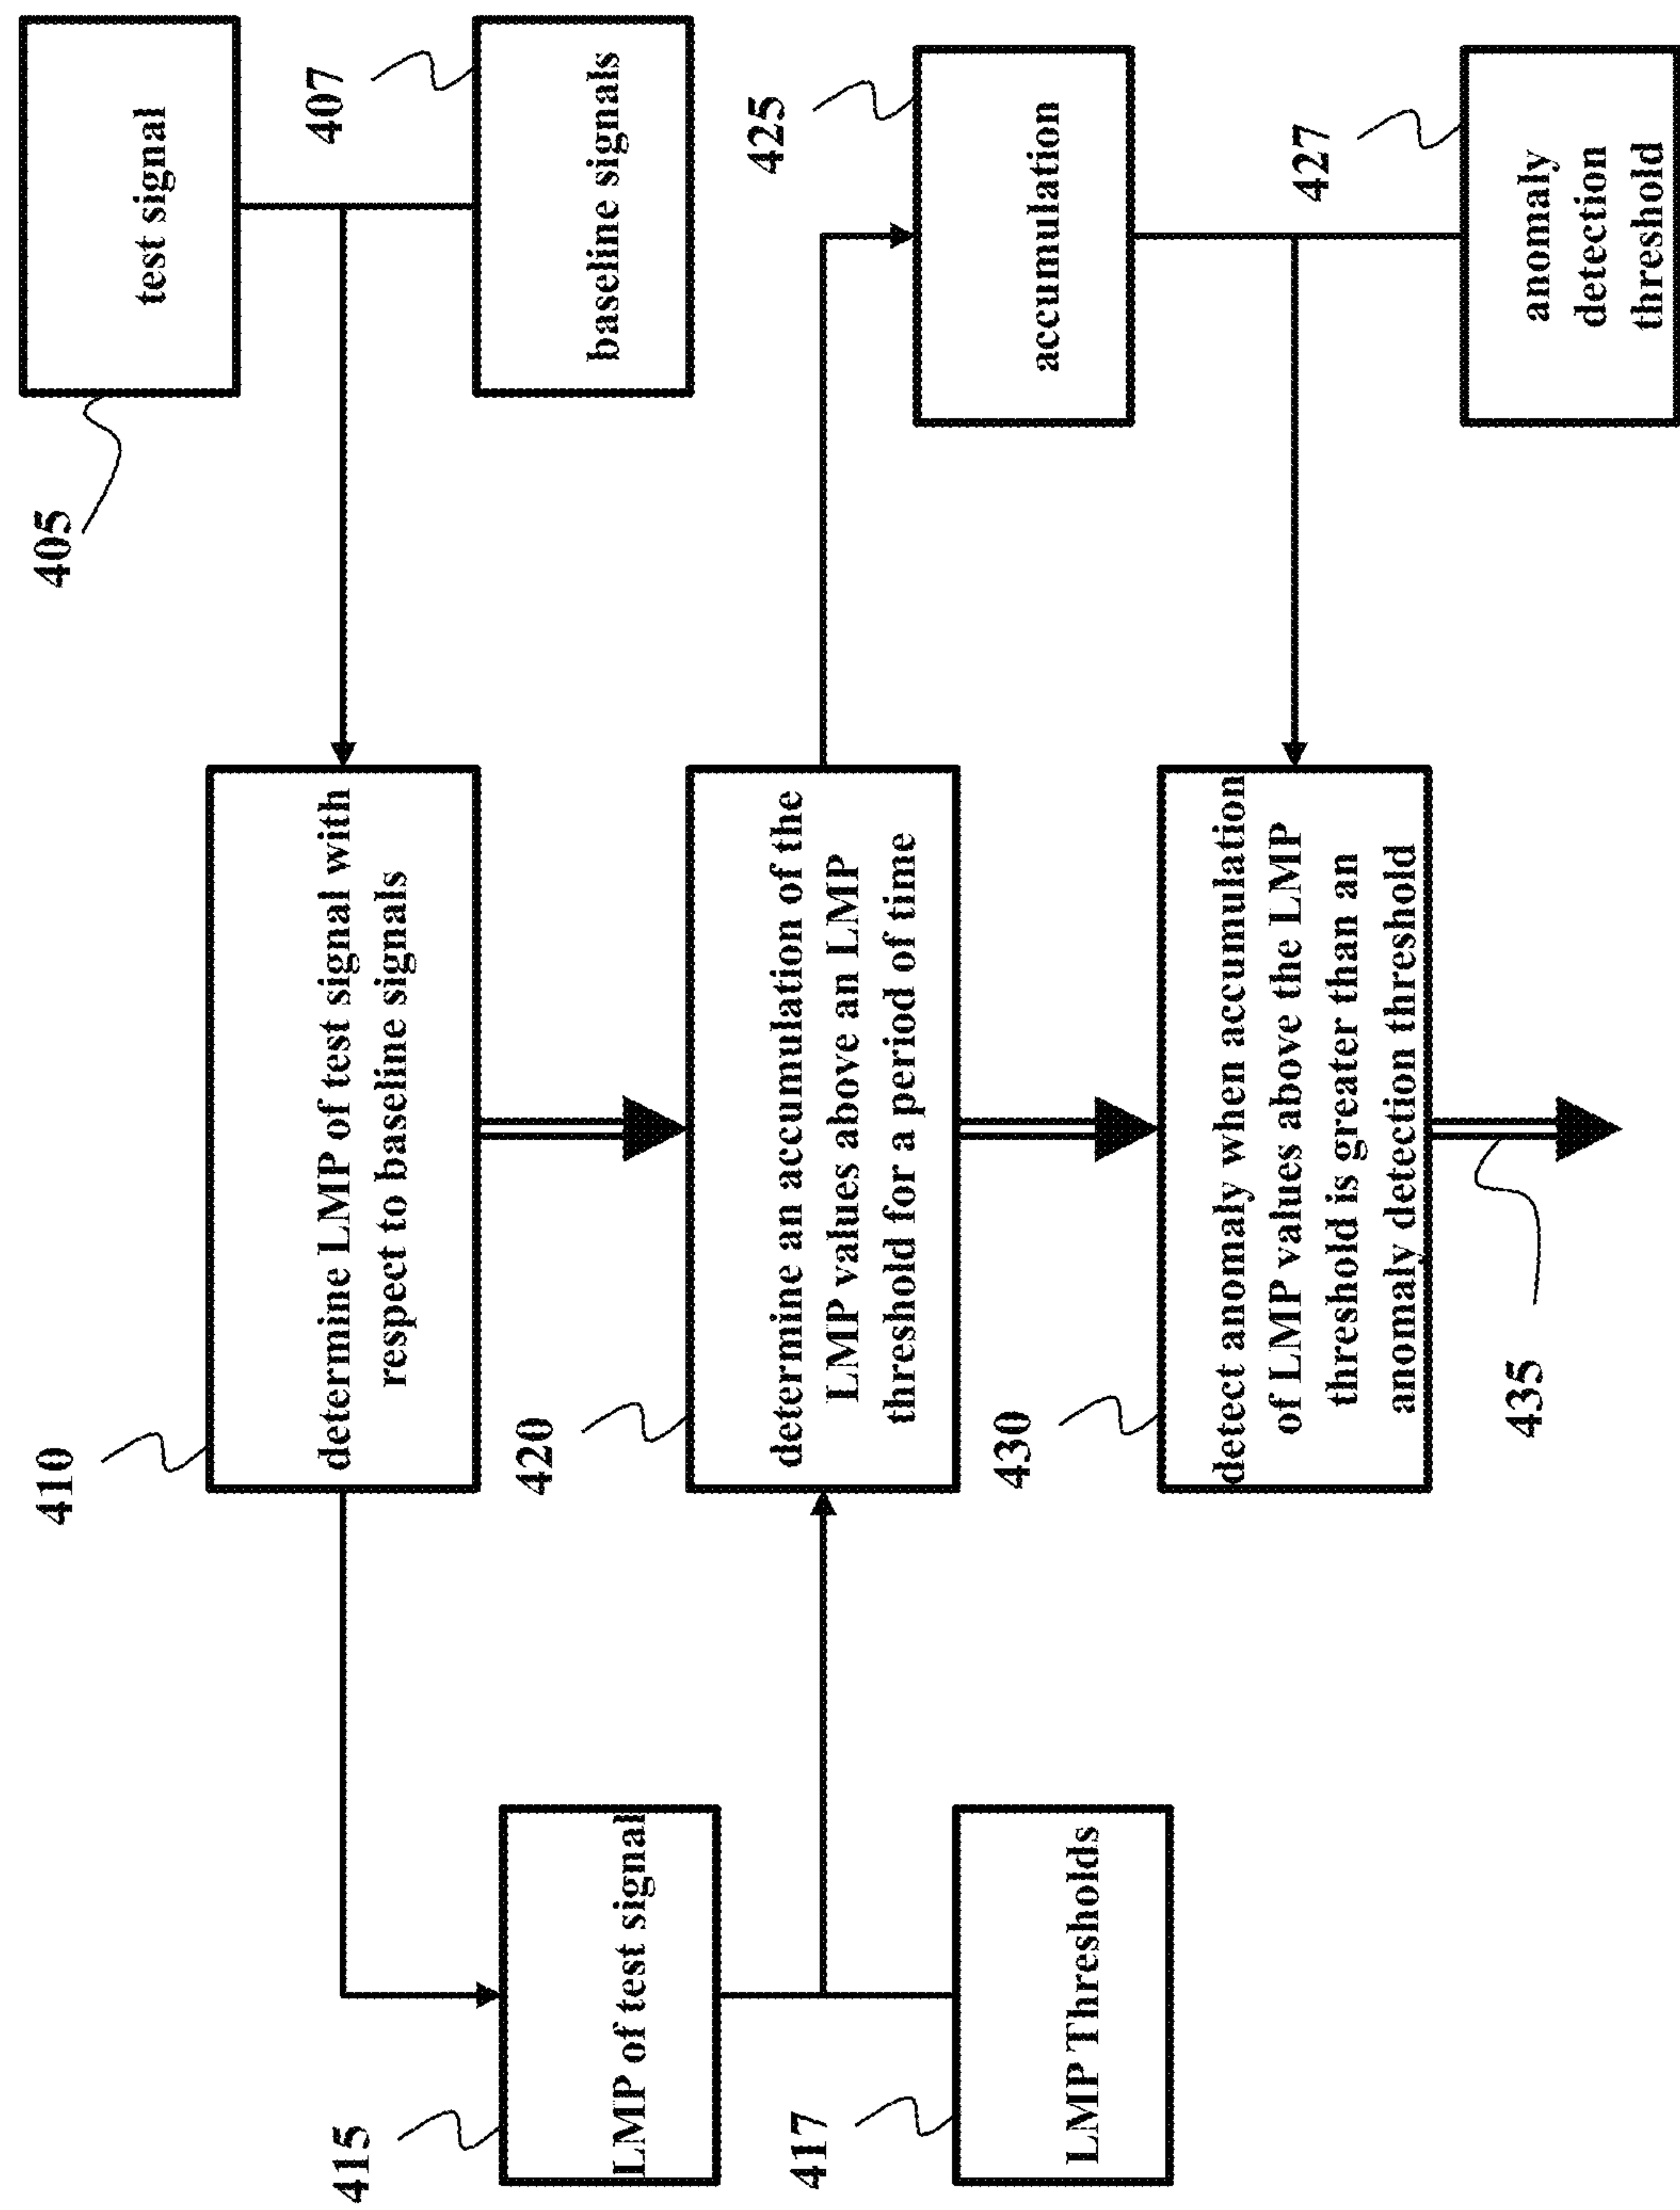 405
test signal
407
baseline signals
410
determine LMP of test signal with
respect to baseline signals
415
LMP of test signal
417
LMP Thresholds
420
determine an accumulation of the
LMP values above an LMP
threshold for a period of time
425
accumulation
427
anomaly
detection
threshold
430
detect anomaly when accumulation
of LMP values above the LMP
threshold is greater than an
anomaly detection threshold
435